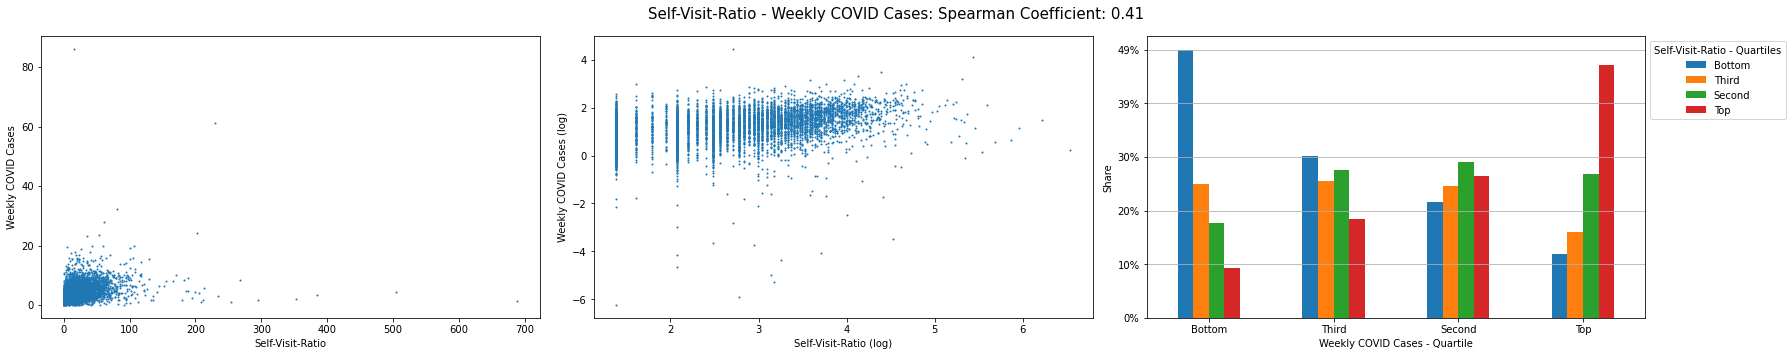 Self-Visit-Ratio - Weekly COVID Cases: Spearman Coefficient: 0.41
Weekly COVID Cases
80
60
40
20
0
0 100 200 300 400 500 600 700
Self-Visit-Ratio
Weekly COVID Cases (log)
4
2
0
−2
−4
−6
2 3 4 5 6
Self-Visit-Ratio (log)
Share
49%
39%
30%
20%
10%
0%
Bottom Third Second Top
Weekly COVID Cases - Quartile
Self-Visit-Ratio - Quartiles
Bottom
Third
Second
Top